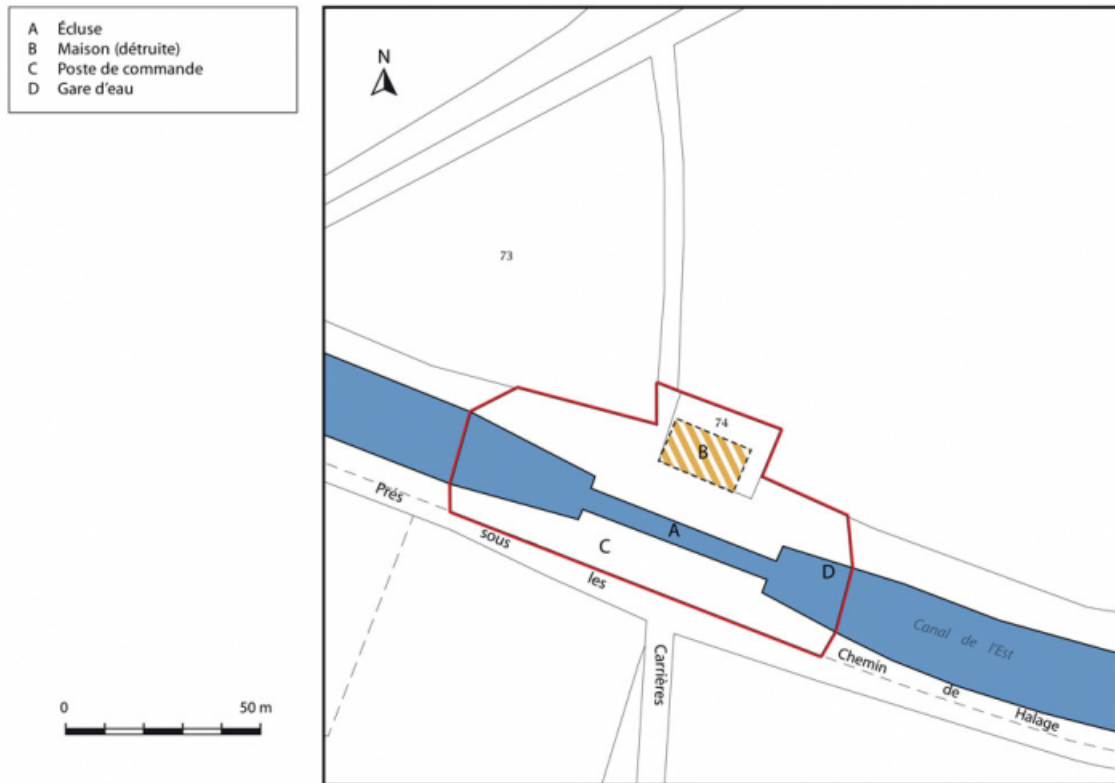 A Écluse
B Maison (détruite)
C Poste de commande
D Gare d'eau
N
73
74
B
A
C
D
Prés
sous
les
Carrières
Canal de l'Est
Chemin
de
Halage
0 50 m